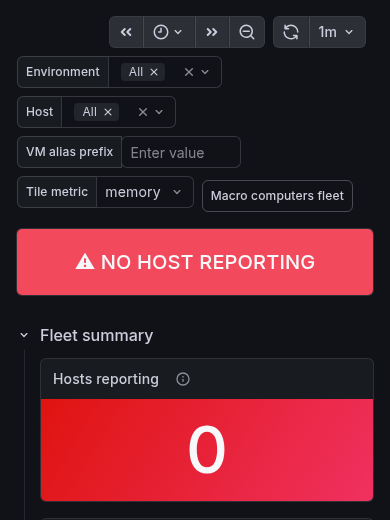 1m
Environment All
Host All
VM alias prefix Enter value
Tile metric memory Macro computers fleet
NO HOST REPORTING
Fleet summary
Hosts reporting
0